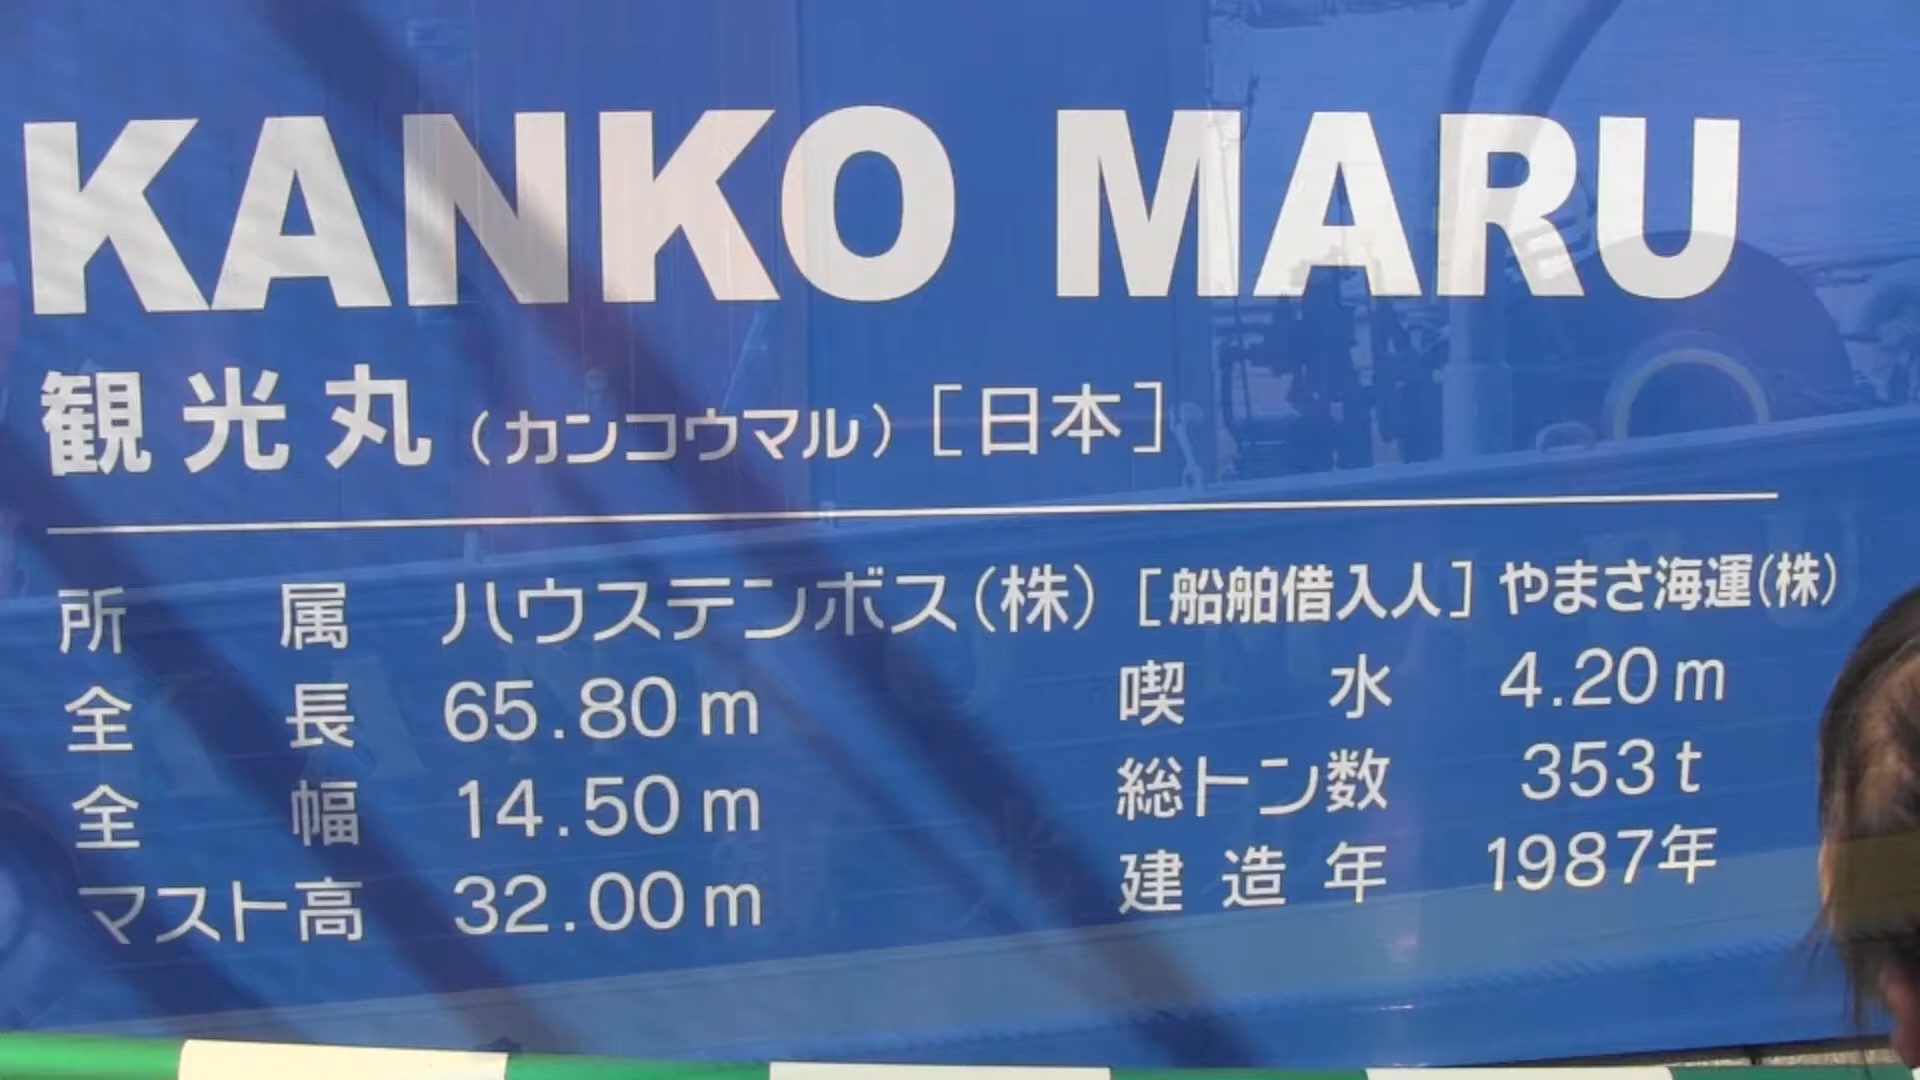 KANKO MARU
観光丸(カンコウマル)[日本]
所属 ハウステンボス(株)[船舶借入人]やまさ海運(株)
全長 65.80m 喫水 4.20m
全幅 14.50m 総トン数 353t
マスト高 32.00m 建造年 1987年